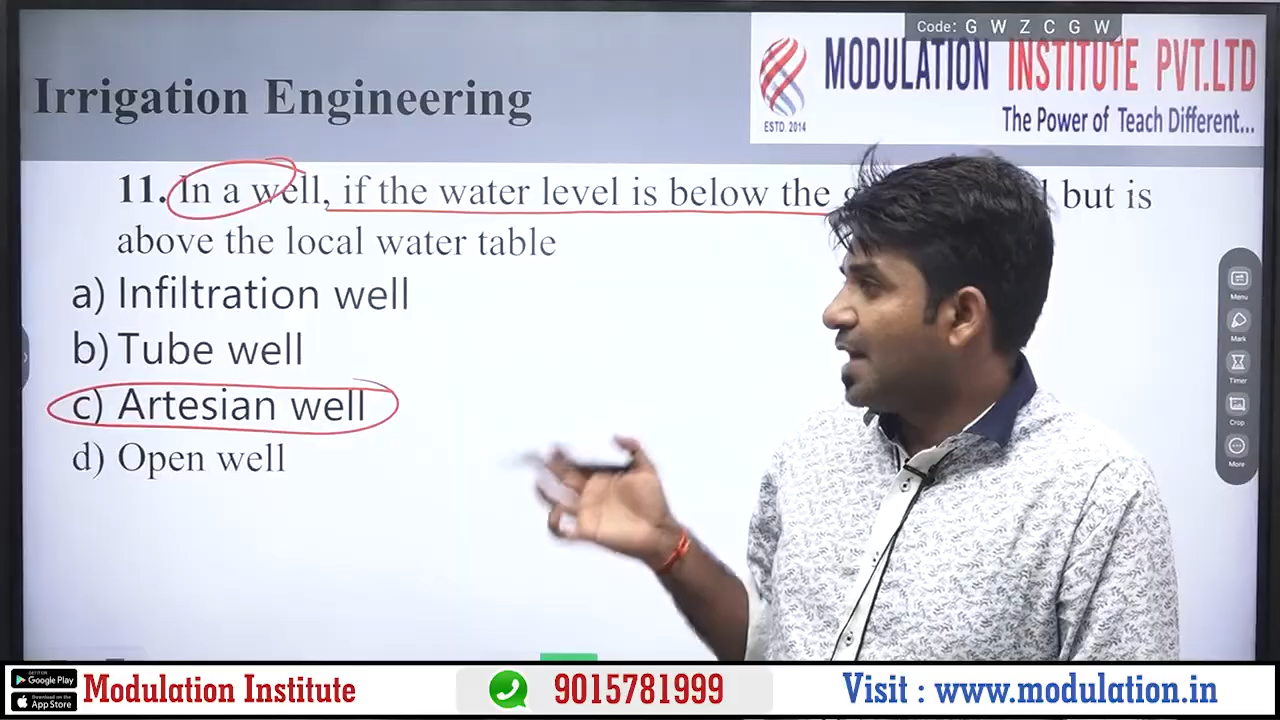 Code: G W Z C G W
MODULATION INSTITUTE PVT.LTD
ESTD. 2014
The Power of Teach Different...
Irrigation Engineering
11. In a well, if the water level is below the
but is
above the local water table
a) Infiltration well
b) Tube well
c) Artesian well
d) Open well
Menu
Mark
Timer
Crop
More
GET IT ON
Google Play
Download on the
App Store
Modulation Institute
9015781999
Visit : www.modulation.in